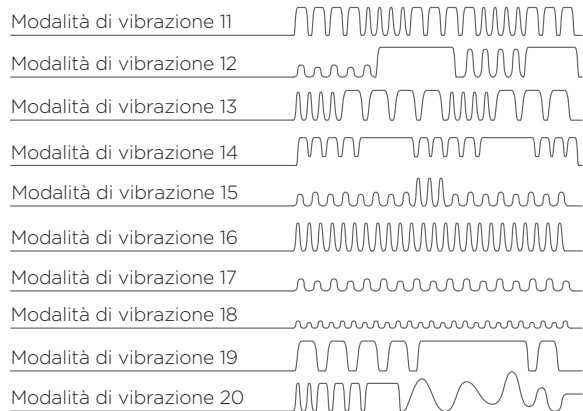 Modalità di vibrazione 11
Modalità di vibrazione 12
Modalità di vibrazione 13
Modalità di vibrazione 14
Modalità di vibrazione 15
Modalità di vibrazione 16
Modalità di vibrazione 17
Modalità di vibrazione 18
Modalità di vibrazione 19
Modalità di vibrazione 20